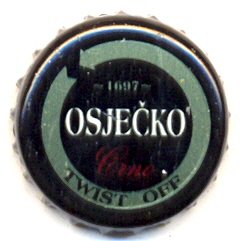 ~1697~
OSJEČKO
Crno
TWIST OFF